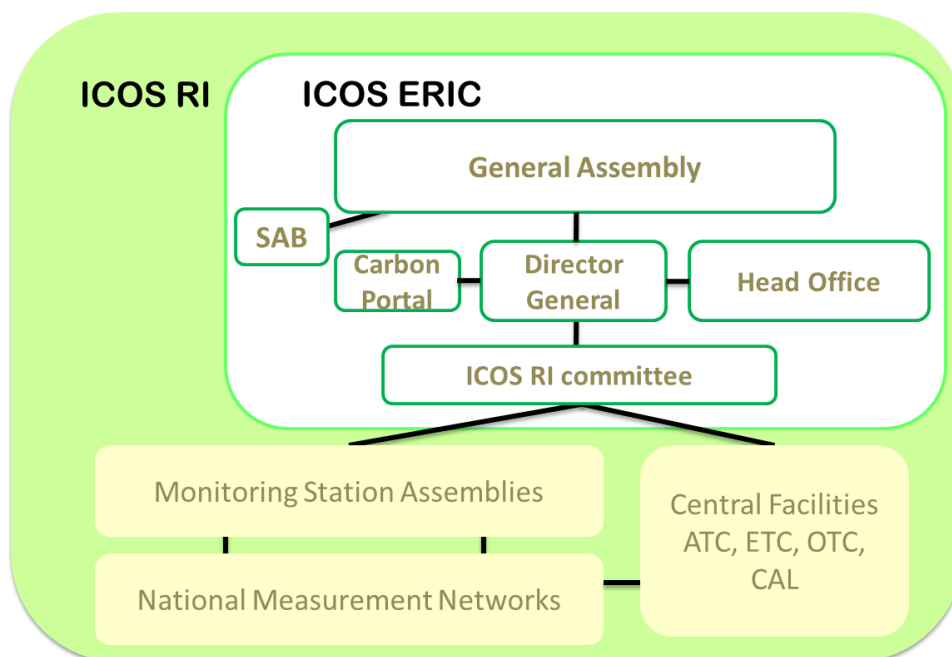 ICOS RI
ICOS ERIC
General Assembly
SAB
Carbon
Portal
Director
General
Head Office
ICOS RI committee
Monitoring Station Assemblies
Central Facilities
ATC, ETC, OTC,
CAL
National Measurement Networks